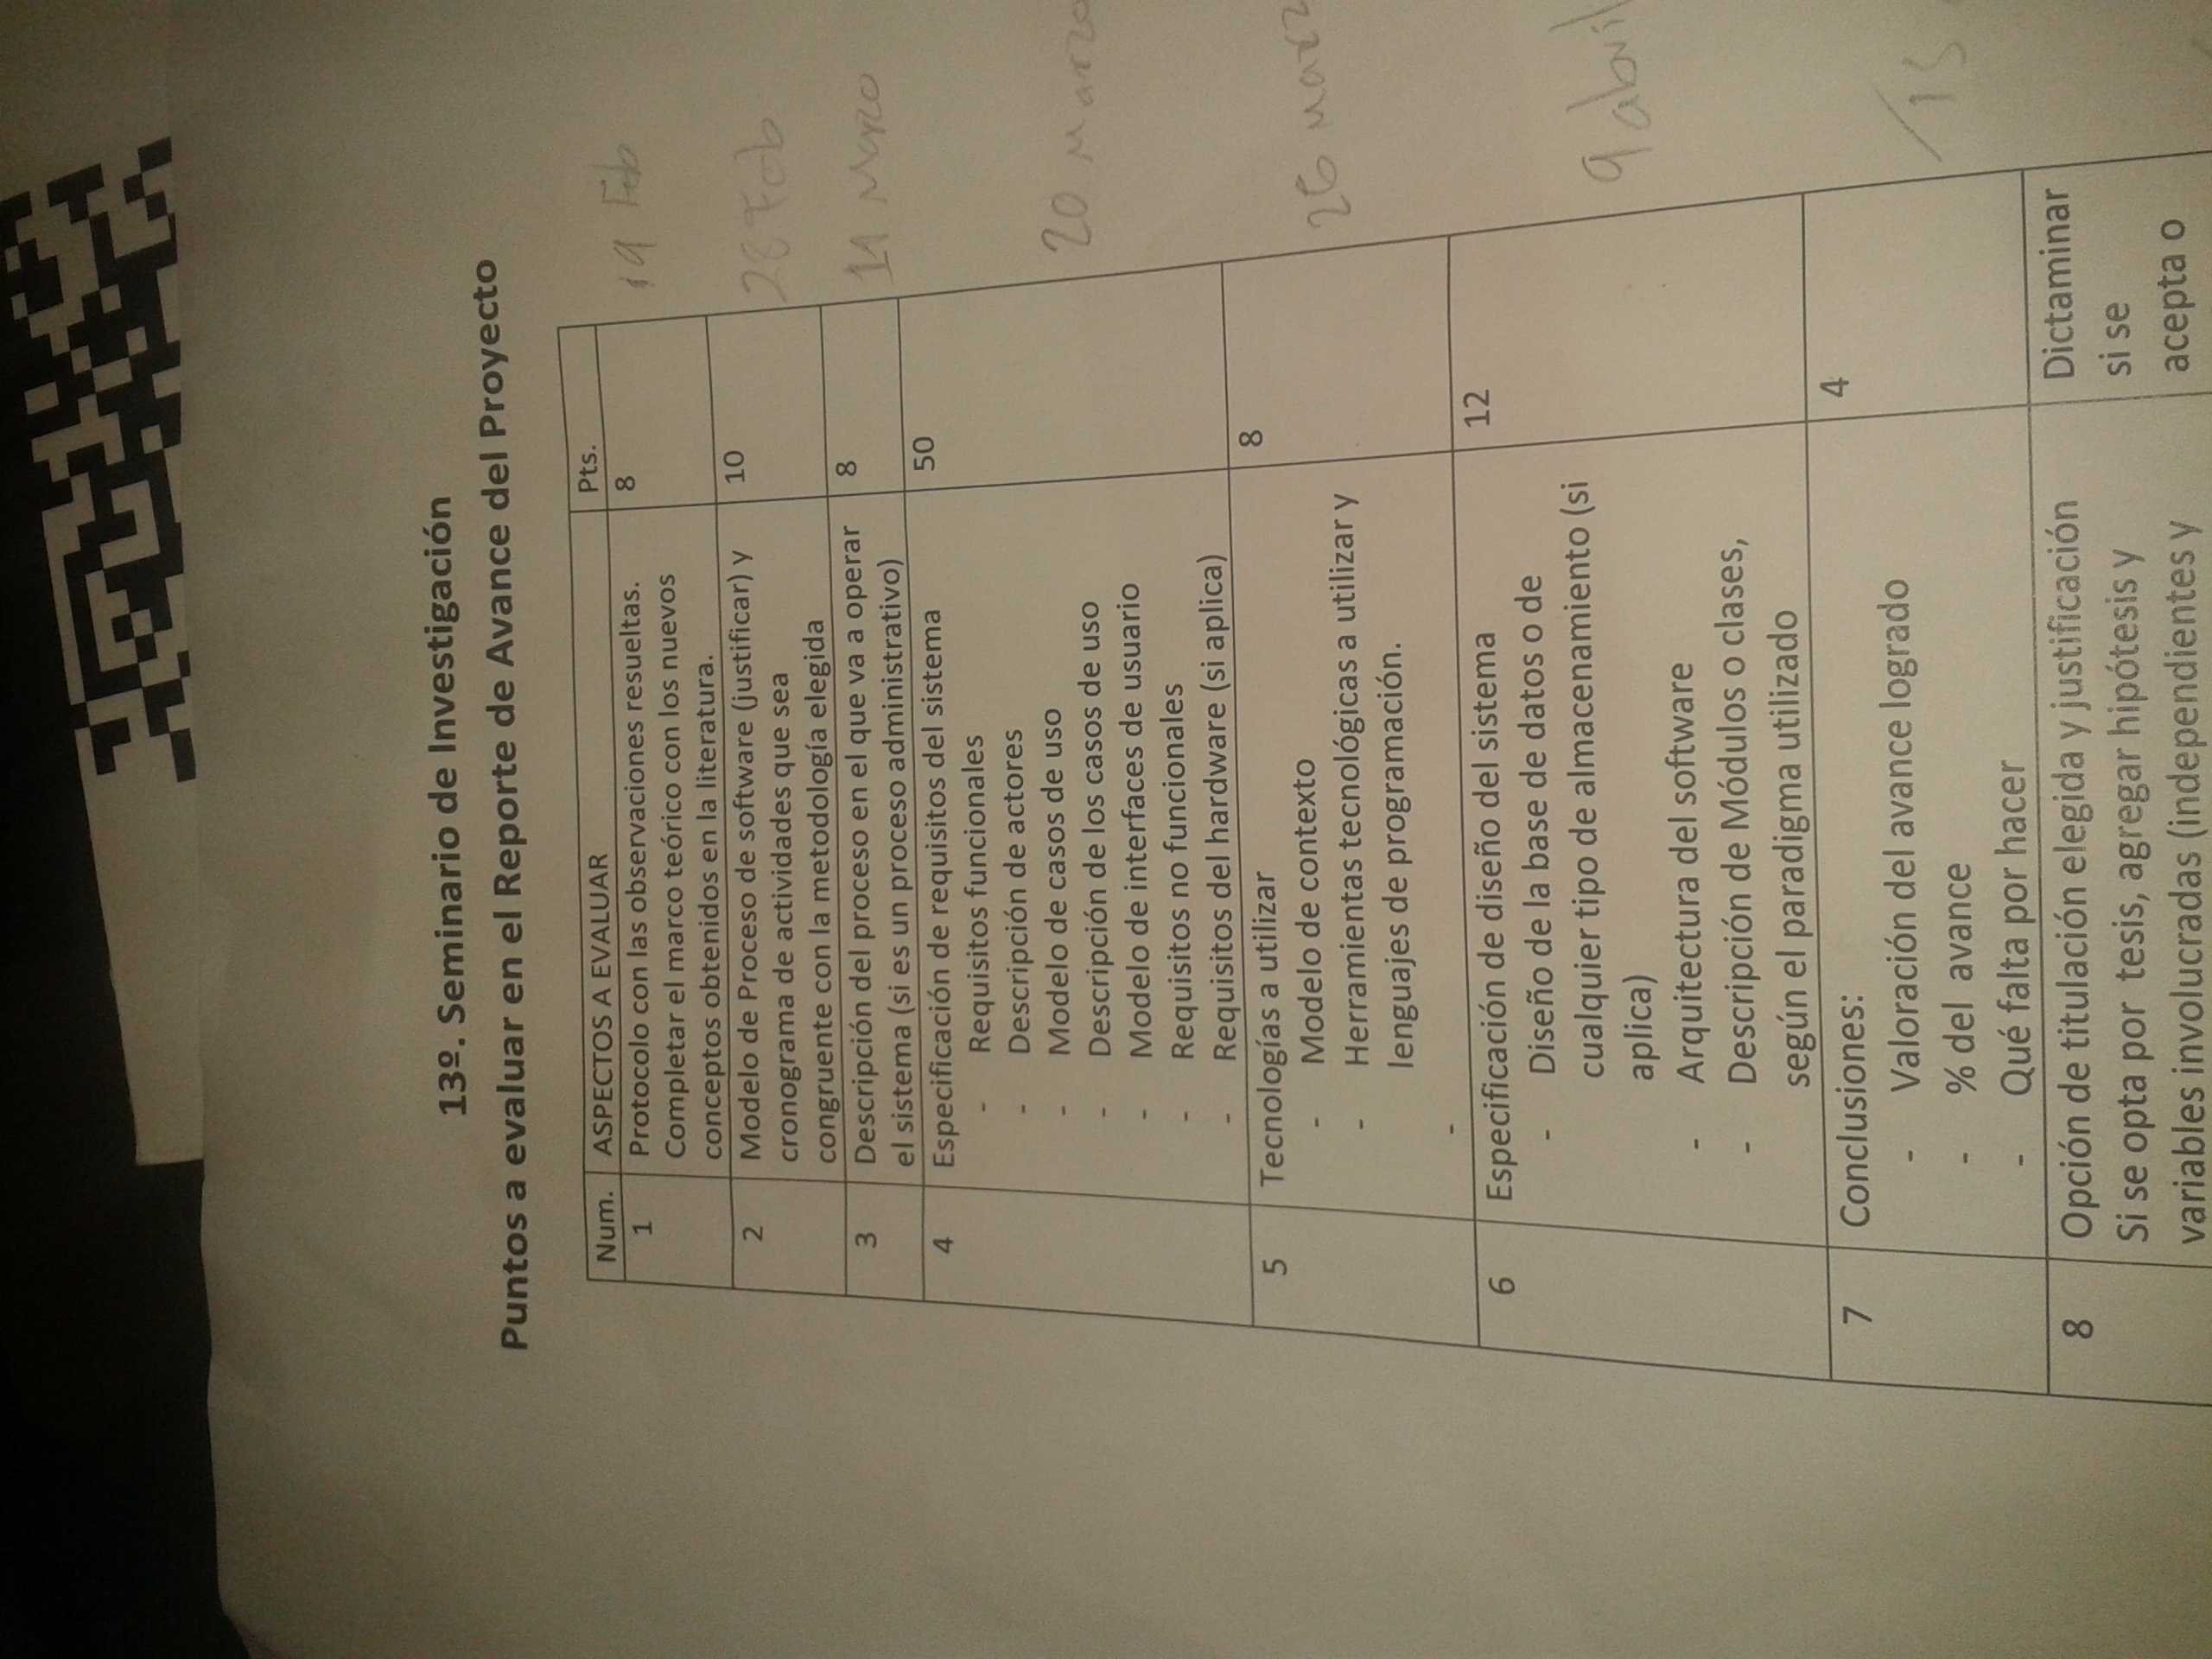 13º. Seminario de Investigación
Puntos a evaluar en el Reporte de Avance del Proyecto
Num. ASPECTOS A EVALUAR Pts.
1 Protocolo con las observaciones resueltas. 8 19 Feb
Completar el marco teórico con los nuevos
conceptos obtenidos en la literatura.
2 Modelo de Proceso de software (justificar) y 10 28 Feb
cronograma de actividades que sea
congruente con la metodología elegida
3 Descripción del proceso en el que va a operar 8 11 Marzo
el sistema (si es un proceso administrativo)
4 Especificación de requisitos del sistema 50
- Requisitos funcionales
- Descripción de actores
- Modelo de casos de uso 20 Marzo
- Descripción de los casos de uso
- Modelo de interfaces de usuario
- Requisitos no funcionales
- Requisitos del hardware (si aplica)
5 Tecnologías a utilizar 8
- Modelo de contexto 26 marz
- Herramientas tecnológicas a utilizar y
lenguajes de programación.
-
6 Especificación de diseño del sistema 12
- Diseño de la base de datos o de
cualquier tipo de almacenamiento (si 9 abril
aplica)
- Arquitectura del software
- Descripción de Módulos o clases,
según el paradigma utilizado
7 Conclusiones: 4
- Valoración del avance logrado
- % del avance
- Qué falta por hacer
8 Opción de titulación elegida y justificación Dictaminar
Si se opta por tesis, agregar hipótesis y si se
variables involucradas (independientes y acepta o